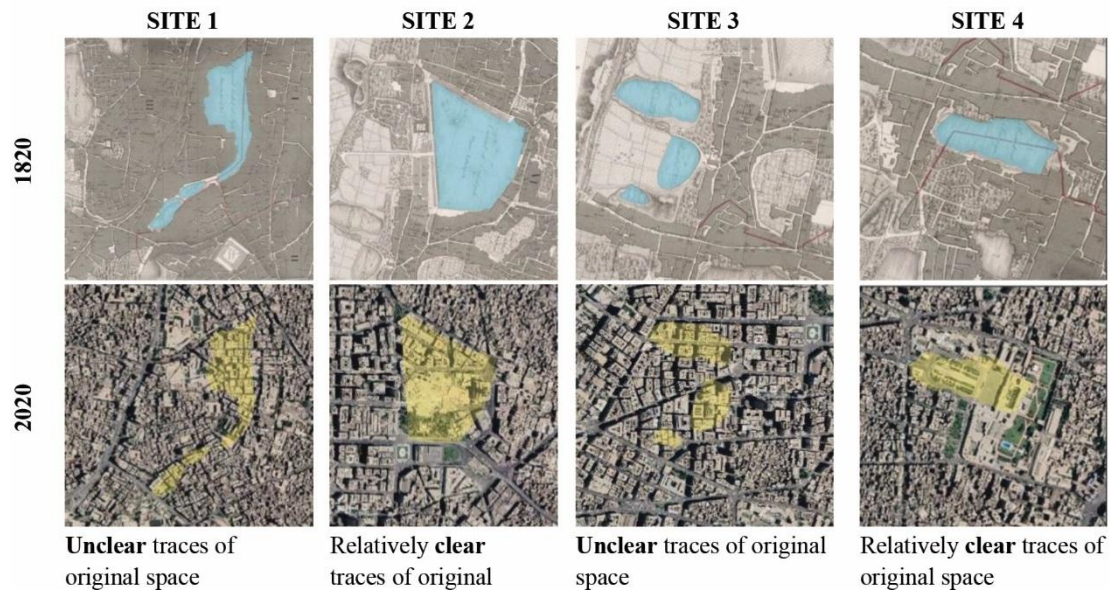 SITE 1
SITE 2
SITE 3
SITE 4
1820
2020
Unclear traces of
original space
Relatively clear
traces of original
Unclear traces of original
space
Relatively clear traces of
original space